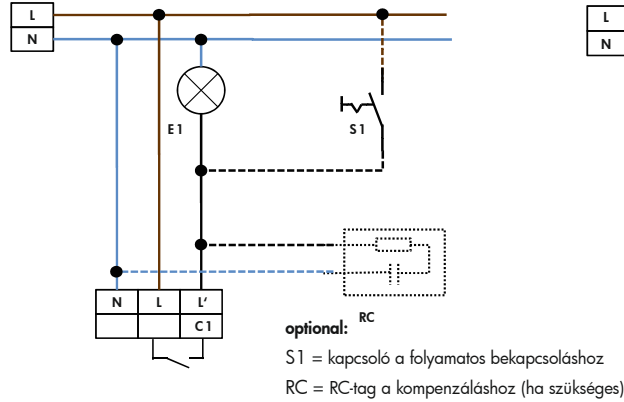 L
N
L
N
E1
S1
N L L'
C1
RC
optional:
S1 = kapcsoló a folyamatos bekapcsoláshoz
RC = RC-tag a kompenzáláshoz (ha szükséges)